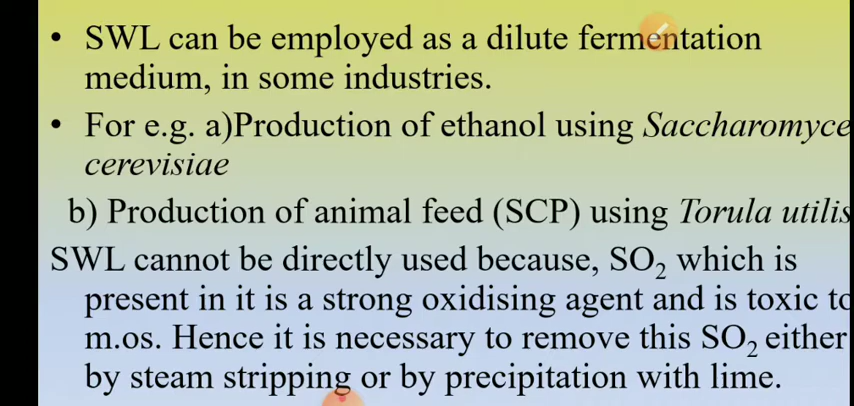 • SWL can be employed as a dilute fermentation
medium, in some industries.
• For e.g. a)Production of ethanol using Saccharomyce
cerevisiae
b) Production of animal feed (SCP) using Torula utilis
SWL cannot be directly used because, SO₂ which is
present in it is a strong oxidising agent and is toxic to
m.os. Hence it is necessary to remove this SO₂ either
by steam stripping or by precipitation with lime.